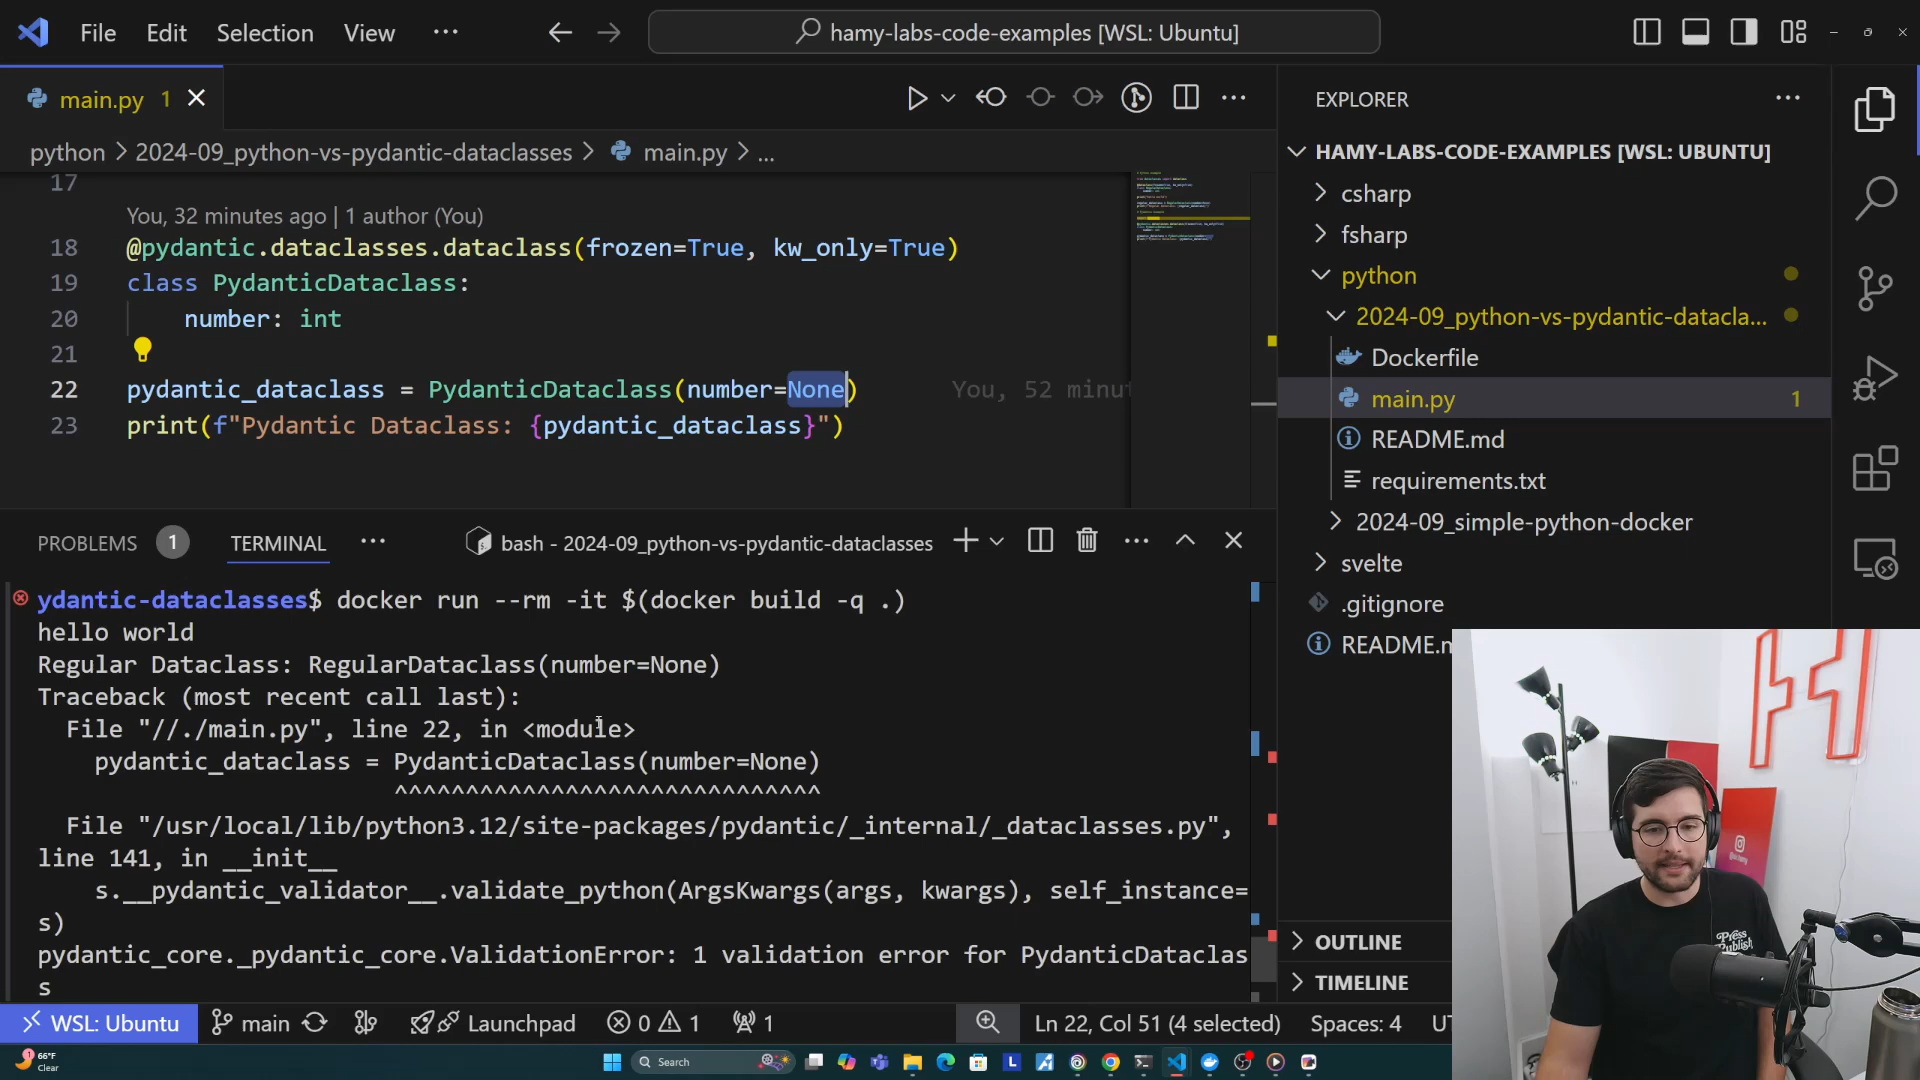 File Edit Selection View ···
hamy-labs-code-examples [WSL: Ubuntu]
main.py 1
python > 2024-09_python-vs-pydantic-dataclasses > main.py > ...
17
You, 32 minutes ago | 1 author (You)
18 @pydantic.dataclasses.dataclass(frozen=True, kw_only=True)
19 class PydanticDataclass:
20 number: int
21
22 pydantic_dataclass = PydanticDataclass(number=None) You, 52 minut
23 print(f"Pydantic Dataclass: {pydantic_dataclass}")
PROBLEMS 1 TERMINAL ··· bash - 2024-09_python-vs-pydantic-dataclasses
ydantic-dataclasses$ docker run --rm -it $(docker build -q .)
hello world
Regular Dataclass: RegularDataclass(number=None)
Traceback (most recent call last):
File "//./main.py", line 22, in <module>
pydantic_dataclass = PydanticDataclass(number=None)
^^^^^^^^^^^^^^^^^^^^^^^^^^^^^^
File "/usr/local/lib/python3.12/site-packages/pydantic/_internal/_dataclasses.py",
line 141, in __init__
s.__pydantic_validator__.validate_python(ArgsKwargs(args, kwargs), self_instance=
s)
pydantic_core._pydantic_core.ValidationError: 1 validation error for PydanticDataclas
s
EXPLORER
HAMY-LABS-CODE-EXAMPLES [WSL: UBUNTU]
csharp
fsharp
python
2024-09_python-vs-pydantic-datacla...
Dockerfile
main.py 1
README.md
requirements.txt
2024-09_simple-python-docker
svelte
.gitignore
README.m
OUTLINE
TIMELINE
Press
Publish
WSL: Ubuntu main Launchpad 0 1 1 Ln 22, Col 51 (4 selected) Spaces: 4 UT
1 66°F
Clear
Search